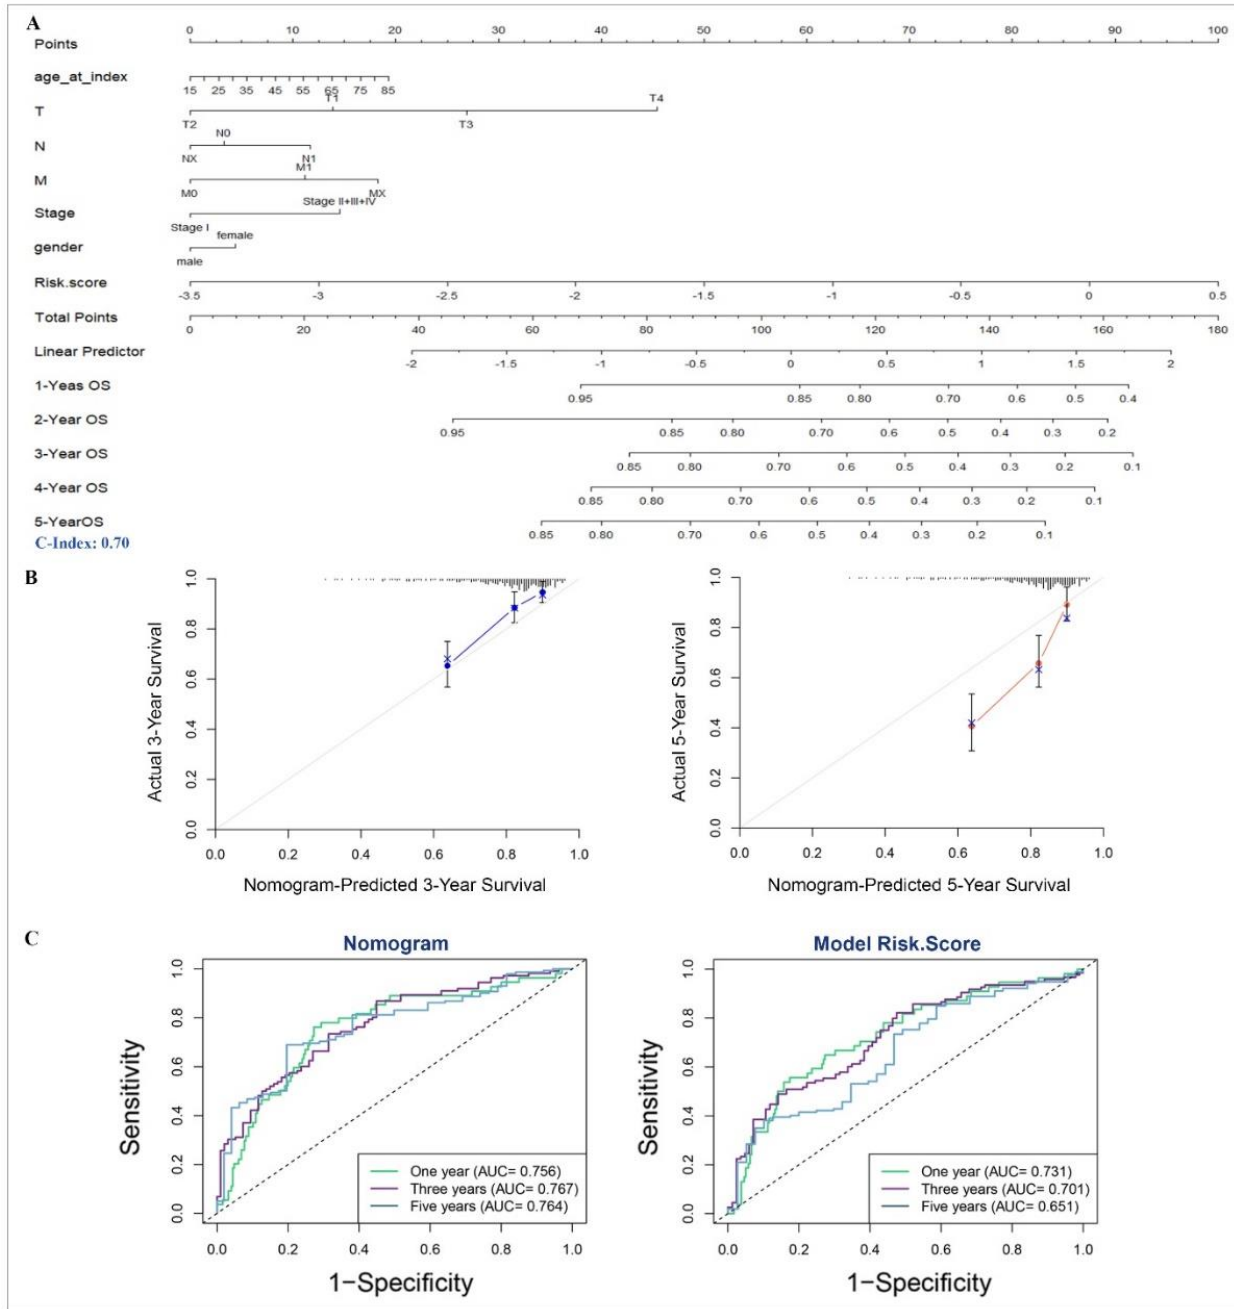 A
Points
0 10 20 30 40 50 60 70 80 90 100
age_at_index
15 25 35 45 55 65 75 85
T
T1 T4
T2 T3
N
N0
NX N1
M
M1
M0 MX
Stage
Stage II+III+IV
Stage I
gender
female
male
Risk.score
-3.5 -3 -2.5 -2 -1.5 -1 -0.5 0 0.5
Total Points
0 20 40 60 80 100 120 140 160 180
Linear Predictor
-2 -1.5 -1 -0.5 0 0.5 1 1.5 2
1-Yeas OS
0.95 0.85 0.80 0.70 0.6 0.5 0.4
2-Year OS
0.95 0.85 0.80 0.70 0.6 0.5 0.4 0.3 0.2
3-Year OS
0.85 0.80 0.70 0.6 0.5 0.4 0.3 0.2 0.1
4-Year OS
0.85 0.80 0.70 0.6 0.5 0.4 0.3 0.2 0.1
5-YearOS
0.85 0.80 0.70 0.6 0.5 0.4 0.3 0.2 0.1
C-Index: 0.70
B
Actual 3-Year Survival
1.0
0.8
0.6
0.4
0.2
0.0
0.0 0.2 0.4 0.6 0.8 1.0
Nomogram-Predicted 3-Year Survival
Actual 5-Year Survival
1.0
0.8
0.6
0.4
0.2
0.0
0.0 0.2 0.4 0.6 0.8 1.0
Nomogram-Predicted 5-Year Survival
C
Nomogram
Sensitivity
1.0
0.8
0.6
0.4
0.2
0.0
One year (AUC= 0.756)
Three years (AUC= 0.767)
Five years (AUC= 0.764)
0.0 0.2 0.4 0.6 0.8 1.0
1−Specificity
Model Risk.Score
Sensitivity
1.0
0.8
0.6
0.4
0.2
0.0
One year (AUC= 0.731)
Three years (AUC= 0.701)
Five years (AUC= 0.651)
0.0 0.2 0.4 0.6 0.8 1.0
1−Specificity